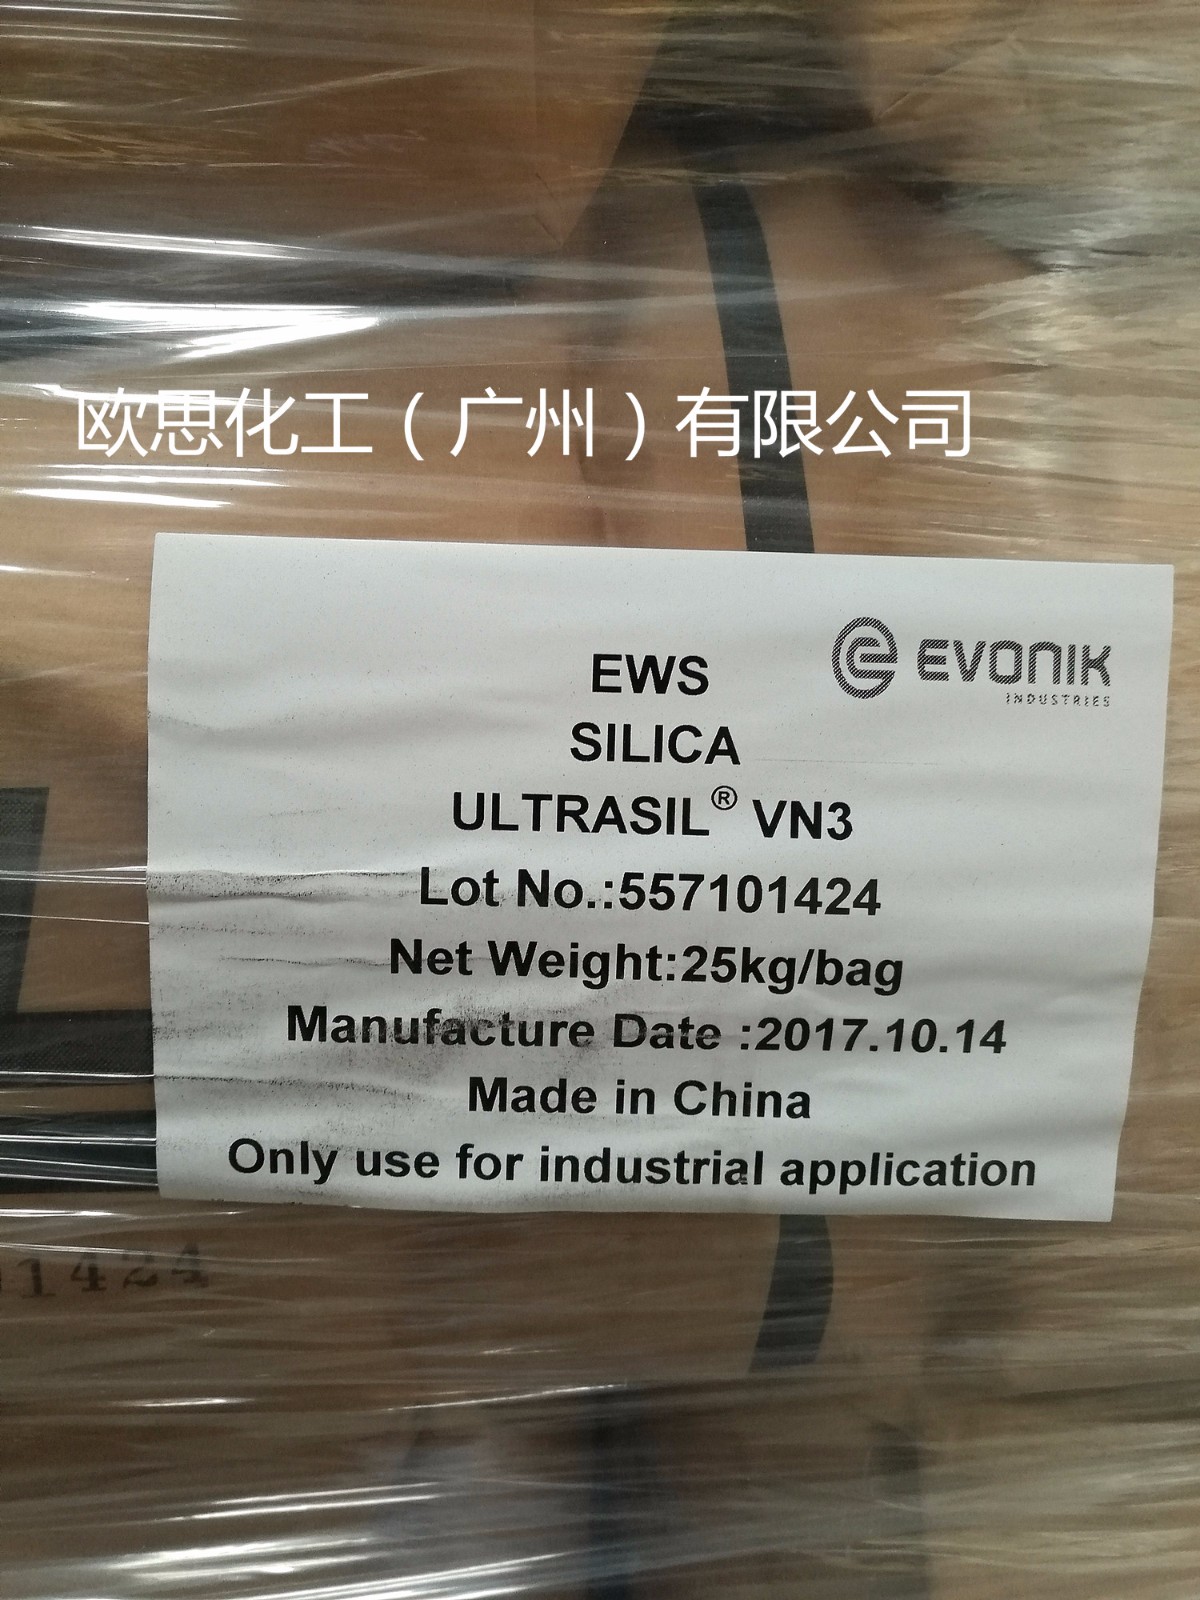 欧思化工（广州）有限公司
EVONIK
INDUSTRIES
EWS
SILICA
ULTRASIL® VN3
Lot No.:557101424
Net Weight:25kg/bag
Manufacture Date :2017.10.14
Made in China
Only use for industrial application
01424